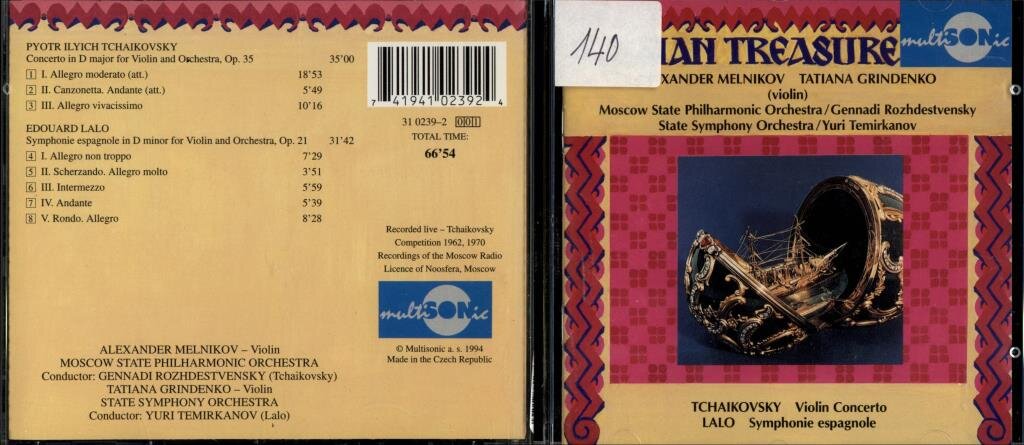 PYOTR ILYICH TCHAIKOVSKY
Concerto in D major for Violin and Orchestra, Op. 35 35'00
1 I. Allegro moderato (att.) 18'53
2 II. Canzonetta. Andante (att.) 5'49
3 III. Allegro vivacissimo 10'16
EDOUARD LALO
Symphonie espagnole in D minor for Violin and Orchestra, Op. 21 31'42
4 I. Allegro non troppo 7'29
5 II. Scherzando. Allegro molto 3'51
6 III. Intermezzo 5'59
7 IV. Andante 5'39
8 V. Rondo. Allegro 8'28
7 41941 02392 4
31 0239-2 001
TOTAL TIME:
66'54
Recorded live – Tchaikovsky
Competition 1962, 1970
Recordings of the Moscow Radio
Licence of Noosfera, Moscow
multiSONic
© Multisonic a. s. 1994
Made in the Czech Republic
ALEXANDER MELNIKOV – Violin
MOSCOW STATE PHILHARMONIC ORCHESTRA
Conductor: GENNADI ROZHDESTVENSKY (Tchaikovsky)
TATIANA GRINDENKO – Violin
STATE SYMPHONY ORCHESTRA
Conductor: YURI TEMIRKANOV (Lalo)
140
IAN TREASURE
multiSONic
EXANDER MELNIKOV TATIANA GRINDENKO
(violin)
Moscow State Philharmonic Orchestra/Gennadi Rozhdestvensky
State Symphony Orchestra/Yuri Temirkanov
TCHAIKOVSKY Violin Concerto
LALO Symphonie espagnole